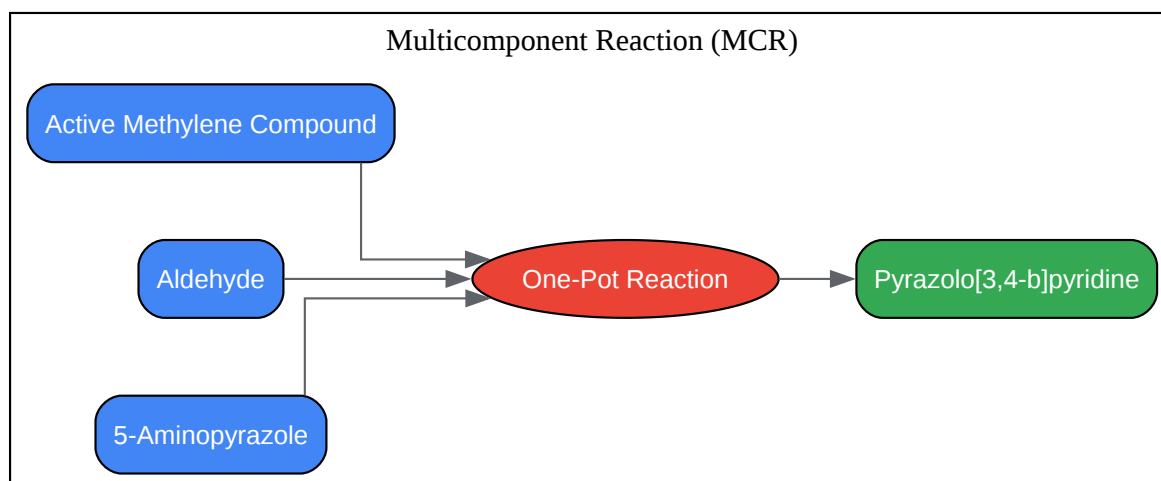 Multicomponent Reaction (MCR)
Active Methylene Compound
Aldehyde
One-Pot Reaction
Pyrazolo[3,4-b]pyridine
5-Aminopyrazole